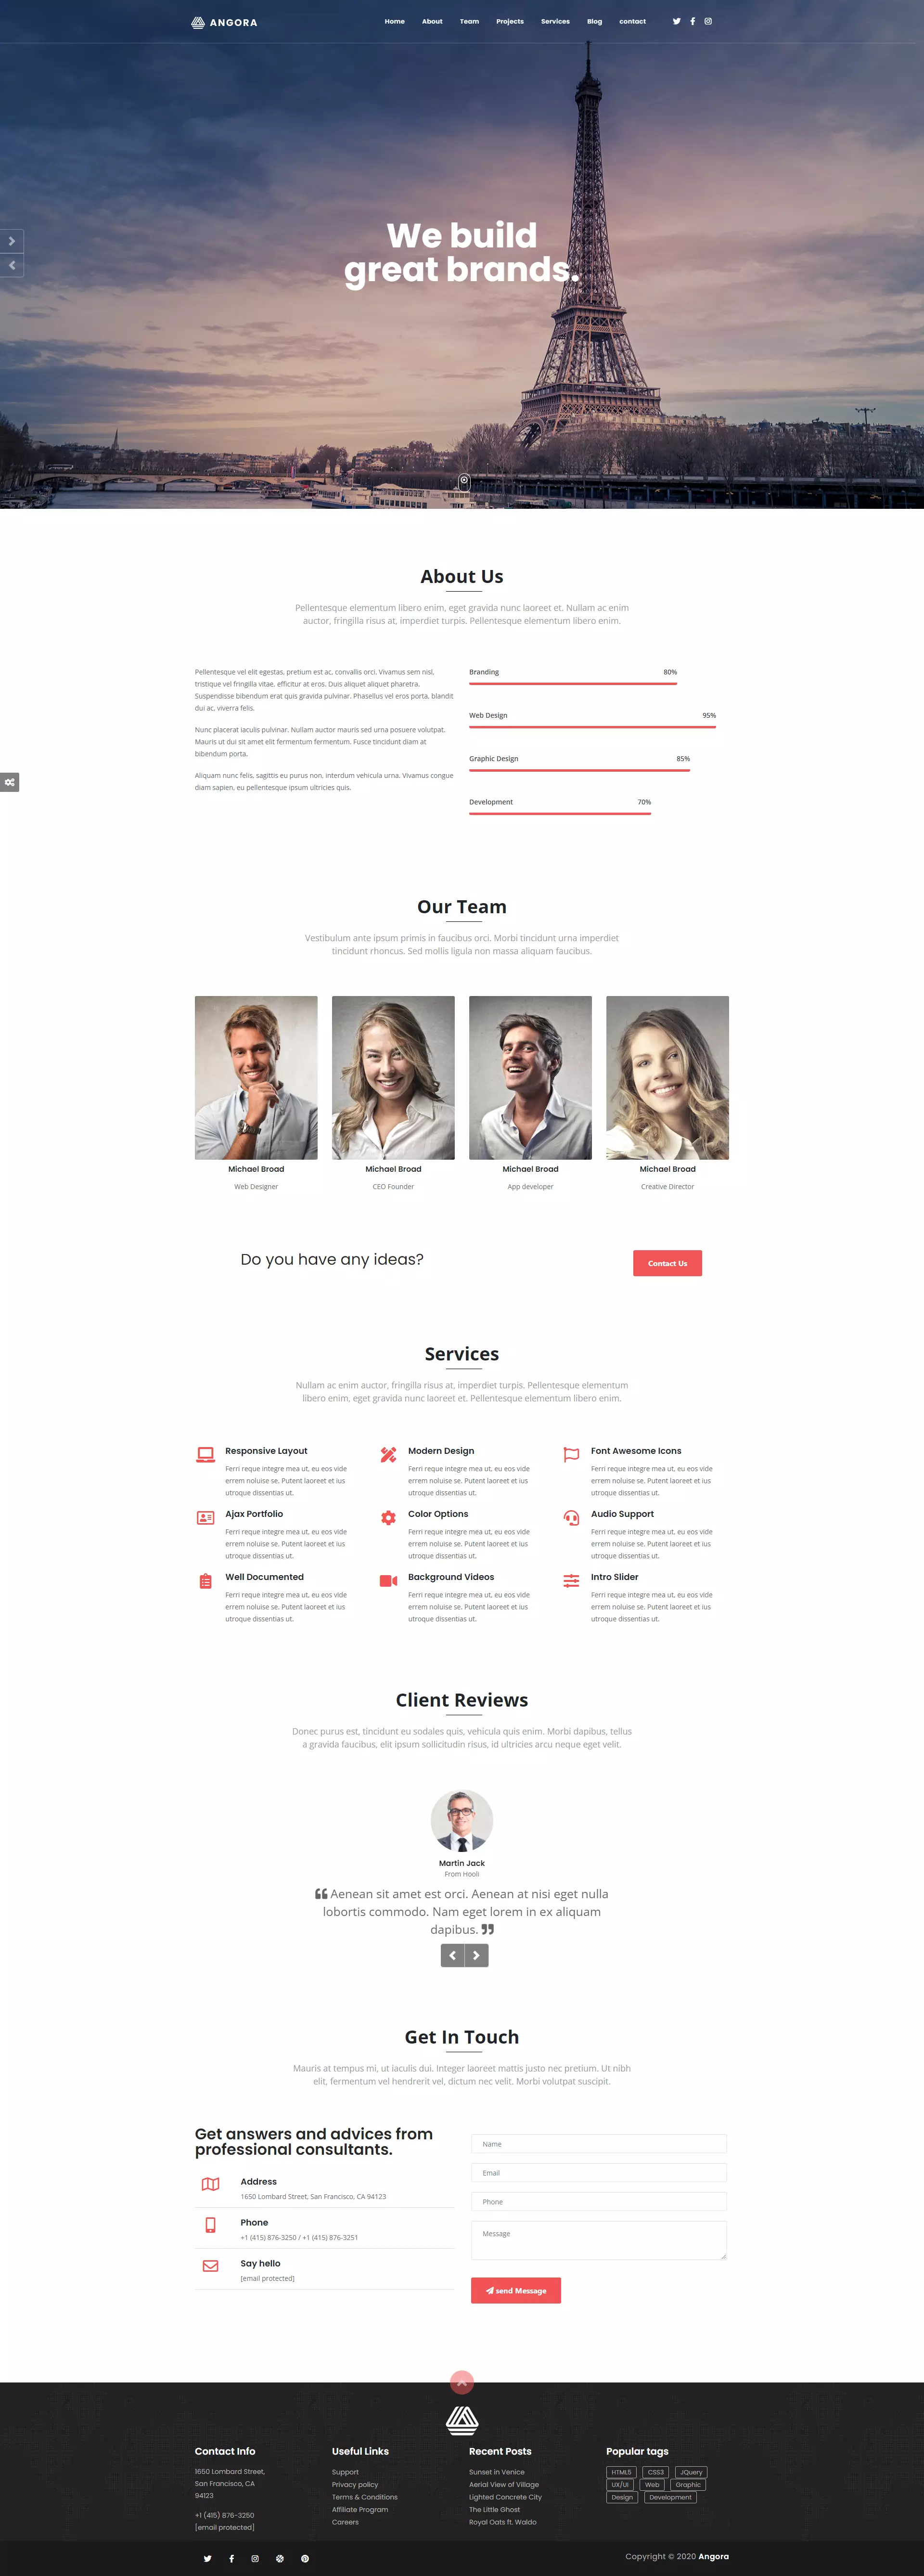 ANGORA
Home About Team Projects Services Blog contact
We build
great brands.
About Us
Pellentesque elementum libero enim, eget gravida nunc laoreet et. Nullam ac enim
auctor, fringilla risus at, imperdiet turpis. Pellentesque elementum libero enim.
Pellentesque vel elit egestas, pretium est ac, convallis orci. Vivamus sem nisl,
tristique vel fringilla vitae, efficitur at eros. Duis aliquet aliquet pharetra.
Suspendisse bibendum erat quis gravida pulvinar. Phasellus vel eros porta, blandit
dui ac, viverra felis.
Nunc placerat iaculis pulvinar. Nullam auctor mauris sed urna posuere volutpat.
Mauris ut dui sit amet elit fermentum fermentum. Fusce tincidunt diam at
bibendum porta.
Aliquam nunc felis, sagittis eu purus non, interdum vehicula urna. Vivamus congue
diam sapien, eu pellentesque ipsum ultricies quis.
Branding 80%
Web Design 95%
Graphic Design 85%
Development 70%
Our Team
Vestibulum ante ipsum primis in faucibus orci. Morbi tincidunt urna imperdiet
tincidunt rhoncus. Sed mollis ligula non massa aliquam faucibus.
Michael Broad
Web Designer
Michael Broad
CEO Founder
Michael Broad
App developer
Michael Broad
Creative Director
Do you have any ideas?
Contact Us
Services
Nullam ac enim auctor, fringilla risus at, imperdiet turpis. Pellentesque elementum
libero enim, eget gravida nunc laoreet et. Pellentesque elementum libero enim.
Responsive Layout
Ferri reque integre mea ut, eu eos vide
errem noluise se. Putent laoreet et ius
utroque dissentias ut.
Modern Design
Ferri reque integre mea ut, eu eos vide
errem noluise se. Putent laoreet et ius
utroque dissentias ut.
Font Awesome Icons
Ferri reque integre mea ut, eu eos vide
errem noluise se. Putent laoreet et ius
utroque dissentias ut.
Ajax Portfolio
Ferri reque integre mea ut, eu eos vide
errem noluise se. Putent laoreet et ius
utroque dissentias ut.
Color Options
Ferri reque integre mea ut, eu eos vide
errem noluise se. Putent laoreet et ius
utroque dissentias ut.
Audio Support
Ferri reque integre mea ut, eu eos vide
errem noluise se. Putent laoreet et ius
utroque dissentias ut.
Well Documented
Ferri reque integre mea ut, eu eos vide
errem noluise se. Putent laoreet et ius
utroque dissentias ut.
Background Videos
Ferri reque integre mea ut, eu eos vide
errem noluise se. Putent laoreet et ius
utroque dissentias ut.
Intro Slider
Ferri reque integre mea ut, eu eos vide
errem noluise se. Putent laoreet et ius
utroque dissentias ut.
Client Reviews
Donec purus est, tincidunt eu sodales quis, vehicula quis enim. Morbi dapibus, tellus
a gravida faucibus, elit ipsum sollicitudin risus, id ultricies arcu neque eget velit.
Martin Jack
From Hooli
“ Aenean sit amet est orci. Aenean at nisi eget nulla
lobortis commodo. Nam eget lorem in ex aliquam
dapibus. ”
Get In Touch
Mauris at tempus mi, ut iaculis dui. Integer laoreet mattis justo nec pretium. Ut nibh
elit, fermentum vel hendrerit vel, dictum nec velit. Morbi volutpat suscipit.
Get answers and advices from
professional consultants.
Address
1650 Lombard Street, San Francisco, CA 94123
Phone
+1 (415) 876-3250 / +1 (415) 876-3251
Say hello
[email protected]
Name
Email
Phone
Message
send Message
Contact Info
1650 Lombard Street,
San Francisco, CA
94123
+1 (415) 876-3250
[email protected]
Useful Links
Support
Privacy policy
Terms & Conditions
Affiliate Program
Careers
Recent Posts
Sunset in Venice
Aerial View of Village
Lighted Concrete City
The Little Ghost
Royal Oats ft. Waldo
Popular tags
HTML5 CSS3 JQuery
UX/UI Web Graphic
Design Development
Copyright © 2020 Angora